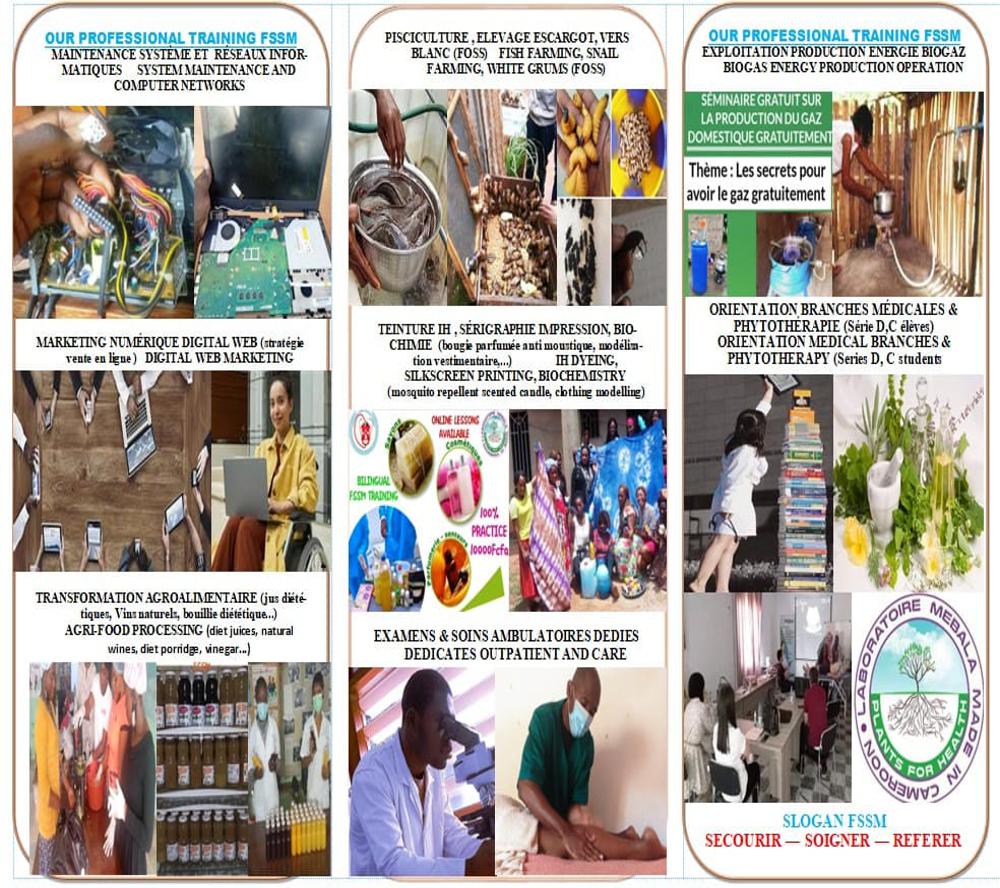 OUR PROFESSIONAL TRAINING FSSM
MAINTENANCE SYSTÈME ET RÉSEAUX INFOR-
MATIQUES SYSTEM MAINTENANCE AND
COMPUTER NETWORKS
MARKETING NUMÉRIQUE DIGITAL WEB (stratégie
vente en ligne) DIGITAL WEB MARKETING
TRANSFORMATION AGROALIMENTAIRE (jus diété-
tiques, Vins naturels, bouillie diététique...)
AGRI-FOOD PROCESSING (diet juices, natural
wines, diet porridge, vinegar...)
PISCICULTURE , ELEVAGE ESCARGOT, VERS
BLANC (FOSS) FISH FARMING, SNAIL
FARMING, WHITE GRUMS (FOSS)
TEINTURE IH , SÉRIGRAPHIE IMPRESSION, BIO-
CHIMIE (bougie parfumée anti moustique, modélim-
tion vestimentaire,...) IH DYEING,
SILKSCREEN PRINTING, BIOCHEMISTRY
(mosquito repellent scented candle, clothing modelling)
ONLINE LESSONS
AVAILABLE
Cosmétiques
BILINGUAL
FSSM TRAINING
100%
PRACTICE
10000Fcfa
EXAMENS & SOINS AMBULATOIRES DEDIES
DEDICATES OUTPATIENT AND CARE
OUR PROFESSIONAL TRAINING FSSM
EXPLOITATION PRODUCTION ENERGIE BIOGAZ
BIOGAS ENERGY PRODUCTION OPERATION
SÉMINAIRE GRATUIT SUR
LA PRODUCTION DU GAZ
DOMESTIQUE GRATUITEMENT
Thème : Les secrets pour
avoir le gaz gratuitement
ORIENTATION BRANCHES MÉDICALES &
PHYTOTHÉRAPIE (Série D,C élèves)
ORIENTATION MEDICAL BRANCHES &
PHYTOTHERAPY (Series D, C students
LABORATOIRE MEBALA MADE IN CAMEROON
PLANTS FOR HEALTH
SLOGAN FSSM
SECOURIR — SOIGNER — REFERER